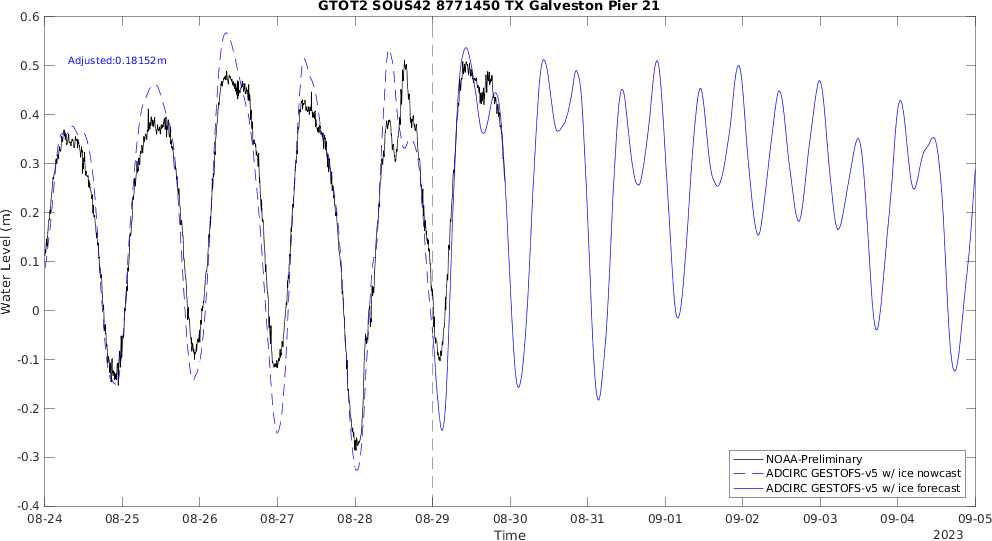 GTOT2 SOUS42 8771450 TX Galveston Pier 21
Adjusted:0.18152m
Water Level (m)
0.6
0.5
0.4
0.3
0.2
0.1
0
-0.1
-0.2
-0.3
-0.4
NOAA-Preliminary
ADCIRC GESTOFS-v5 w/ ice nowcast
ADCIRC GESTOFS-v5 w/ ice forecast
08-24 08-25 08-26 08-27 08-28 08-29 08-30 08-31 09-01 09-02 09-03 09-04 09-05
Time
2023